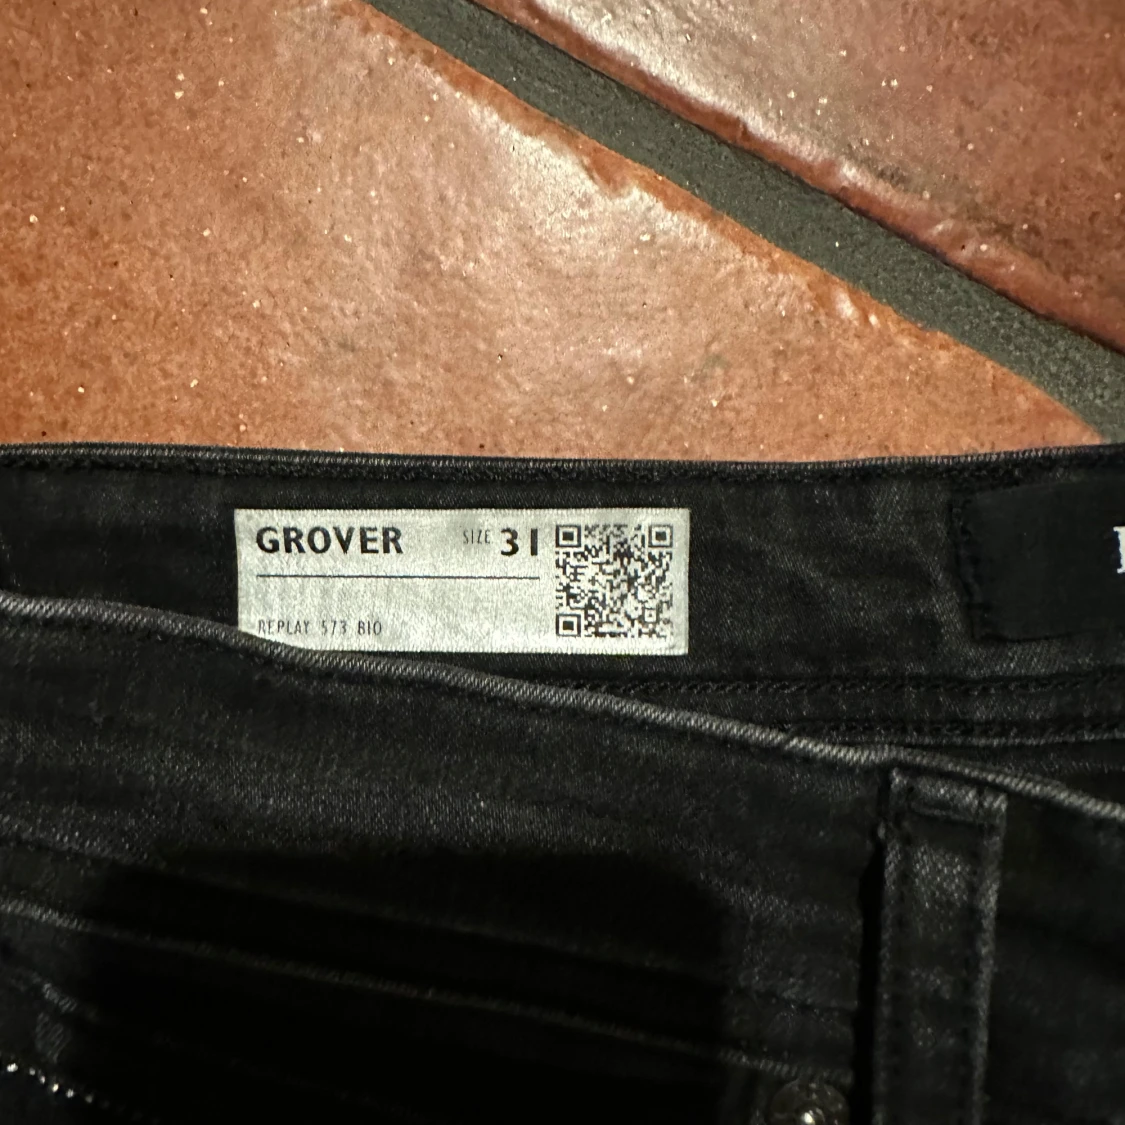 GROVER SIZE 31
REPLAY 573 BIO